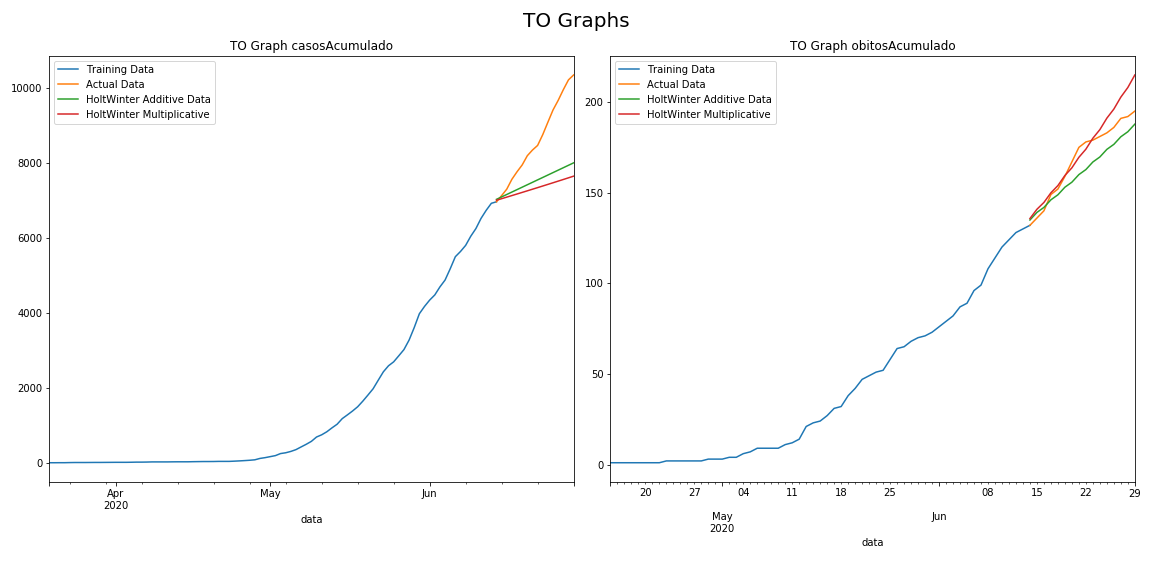 TO Graphs
TO Graph casosAcumulado
Training Data
Actual Data
HoltWinter Additive Data
HoltWinter Multiplicative
10000
8000
6000
4000
2000
0
Apr
2020
May
Jun
data
TO Graph obitosAcumulado
Training Data
Actual Data
HoltWinter Additive Data
HoltWinter Multiplicative
200
150
100
50
0
20 27 04 11 18 25 08 15 22 29
May Jun
2020
data